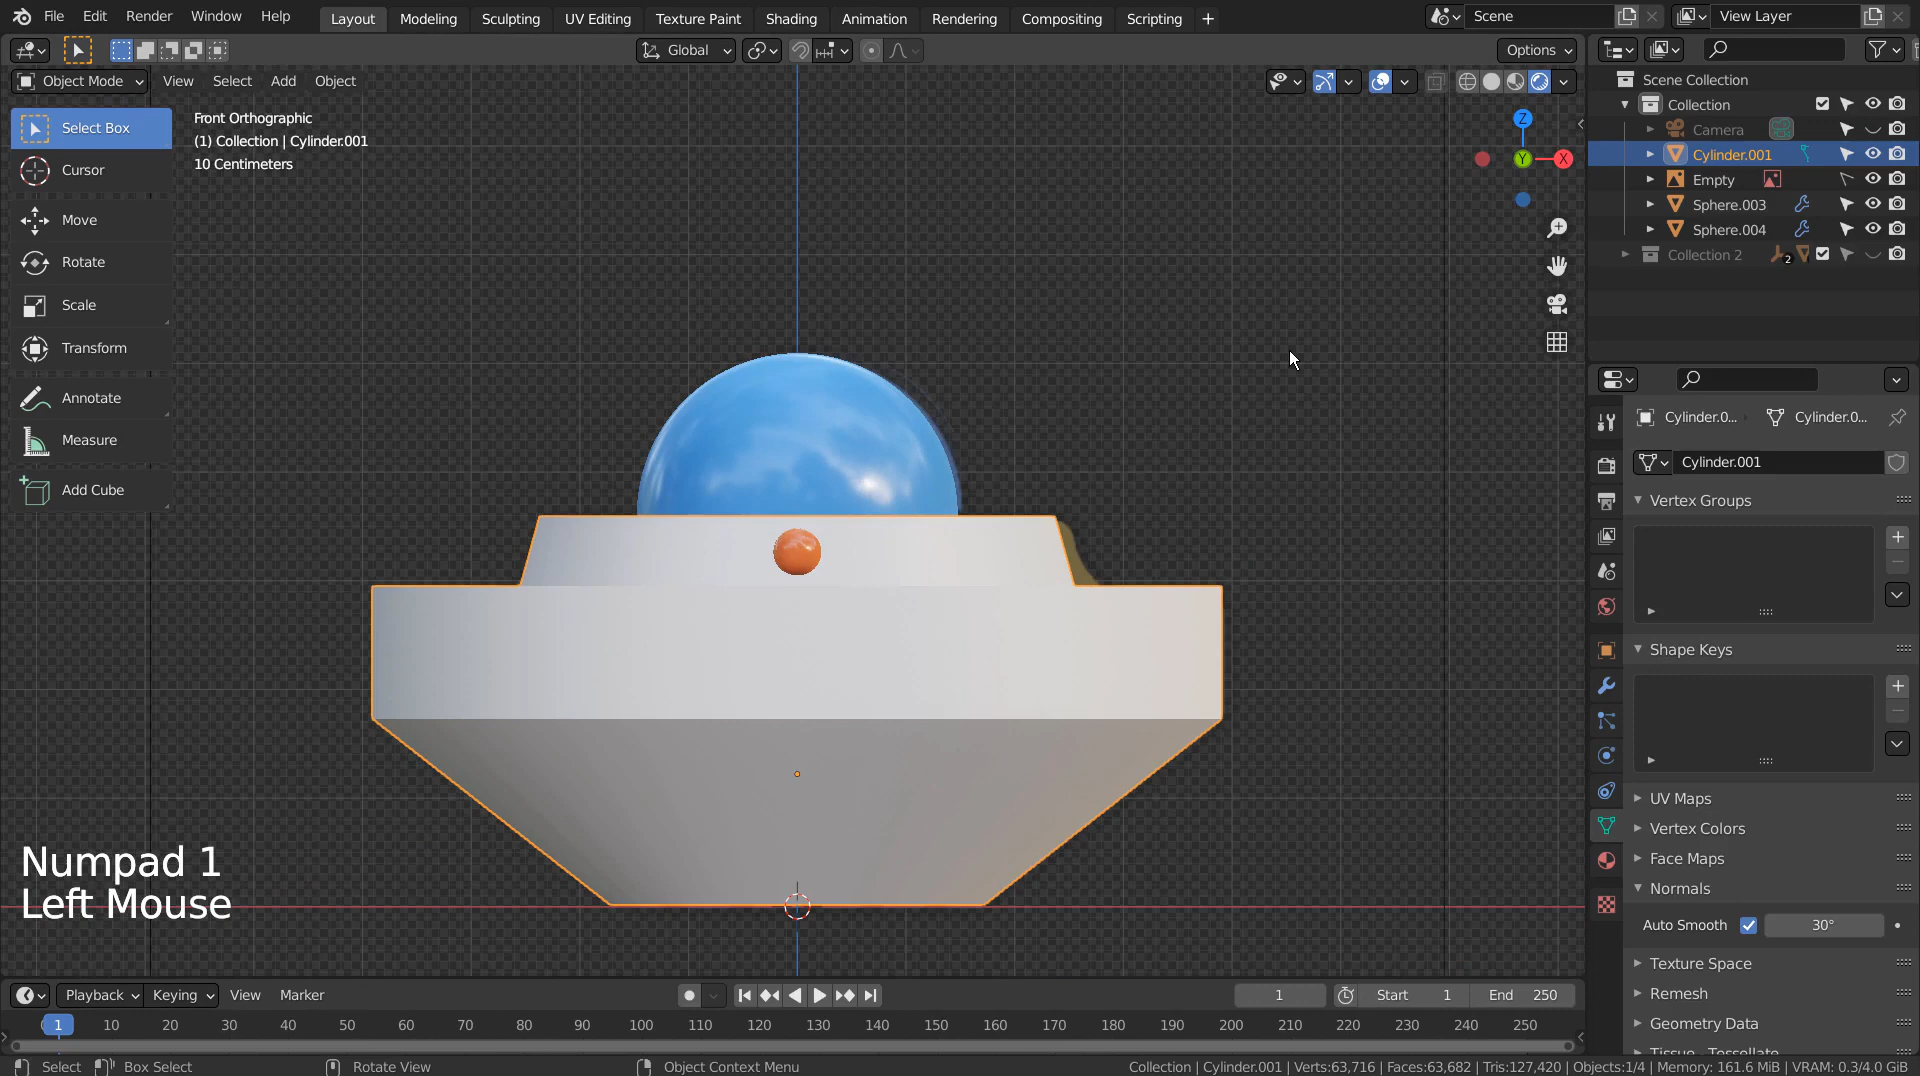 File Edit Render Window Help Layout Modeling Sculpting UV Editing Texture Paint Shading Animation Rendering Compositing Scripting + Scene View Layer
Global Options
Object Mode View Select Add Object
Scene Collection
Collection
Camera
Cylinder.001
Empty
Sphere.003
Sphere.004
Collection 2 2
Select Box
Cursor
Move
Rotate
Scale
Transform
Annotate
Measure
Add Cube
Front Orthographic
(1) Collection | Cylinder.001
10 Centimeters
Z
Y
X
Cylinder.0... Cylinder.0...
Cylinder.001
Vertex Groups
Shape Keys
UV Maps
Vertex Colors
Face Maps
Normals
Auto Smooth 30°
Texture Space
Remesh
Geometry Data
Tissue - Tessellate
Numpad 1
Left Mouse
Playback Keying View Marker 1 Start 1 End 250
1 10 20 30 40 50 60 70 80 90 100 110 120 130 140 150 160 170 180 190 200 210 220 230 240 250
Select Box Select Rotate View Object Context Menu Collection | Cylinder.001 | Verts:63,716 | Faces:63,682 | Tris:127,420 | Objects:1/4 | Memory: 161.6 MiB | VRAM: 0.3/4.0 GiB